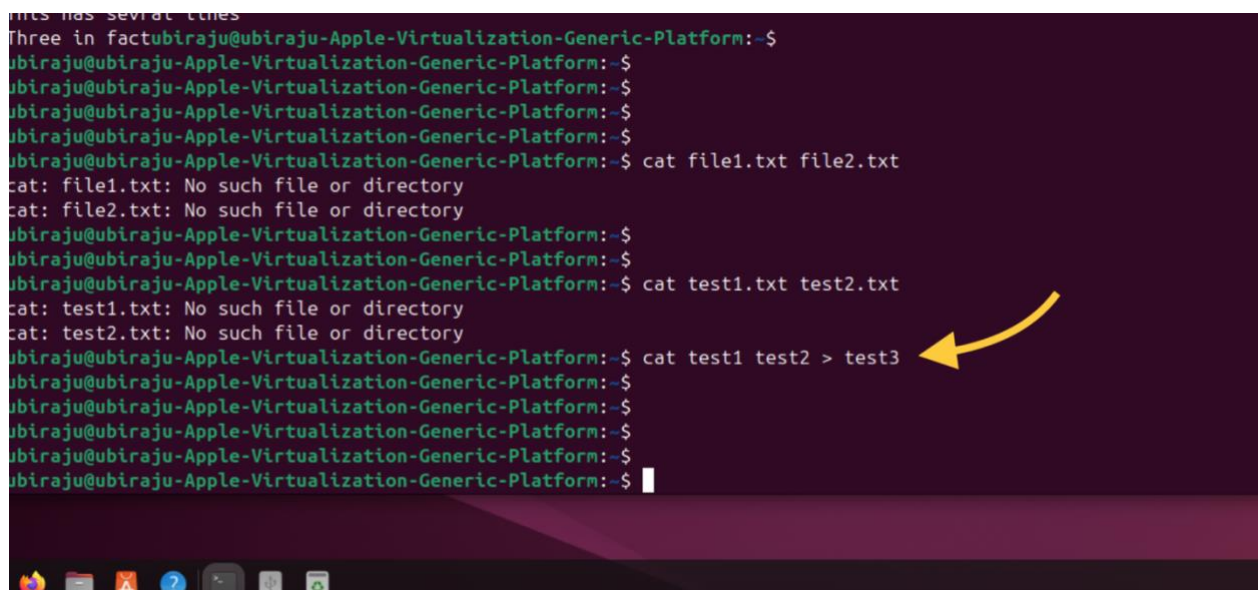 This has sevral lines
Three in factubiraju@ubiraju-Apple-Virtualization-Generic-Platform:~$
ubiraju@ubiraju-Apple-Virtualization-Generic-Platform:~$
ubiraju@ubiraju-Apple-Virtualization-Generic-Platform:~$
ubiraju@ubiraju-Apple-Virtualization-Generic-Platform:~$
ubiraju@ubiraju-Apple-Virtualization-Generic-Platform:~$
ubiraju@ubiraju-Apple-Virtualization-Generic-Platform:~$ cat file1.txt file2.txt
cat: file1.txt: No such file or directory
cat: file2.txt: No such file or directory
ubiraju@ubiraju-Apple-Virtualization-Generic-Platform:~$
ubiraju@ubiraju-Apple-Virtualization-Generic-Platform:~$
ubiraju@ubiraju-Apple-Virtualization-Generic-Platform:~$ cat test1.txt test2.txt
cat: test1.txt: No such file or directory
cat: test2.txt: No such file or directory
ubiraju@ubiraju-Apple-Virtualization-Generic-Platform:~$ cat test1 test2 > test3
ubiraju@ubiraju-Apple-Virtualization-Generic-Platform:~$
ubiraju@ubiraju-Apple-Virtualization-Generic-Platform:~$
ubiraju@ubiraju-Apple-Virtualization-Generic-Platform:~$
ubiraju@ubiraju-Apple-Virtualization-Generic-Platform:~$
ubiraju@ubiraju-Apple-Virtualization-Generic-Platform:~$